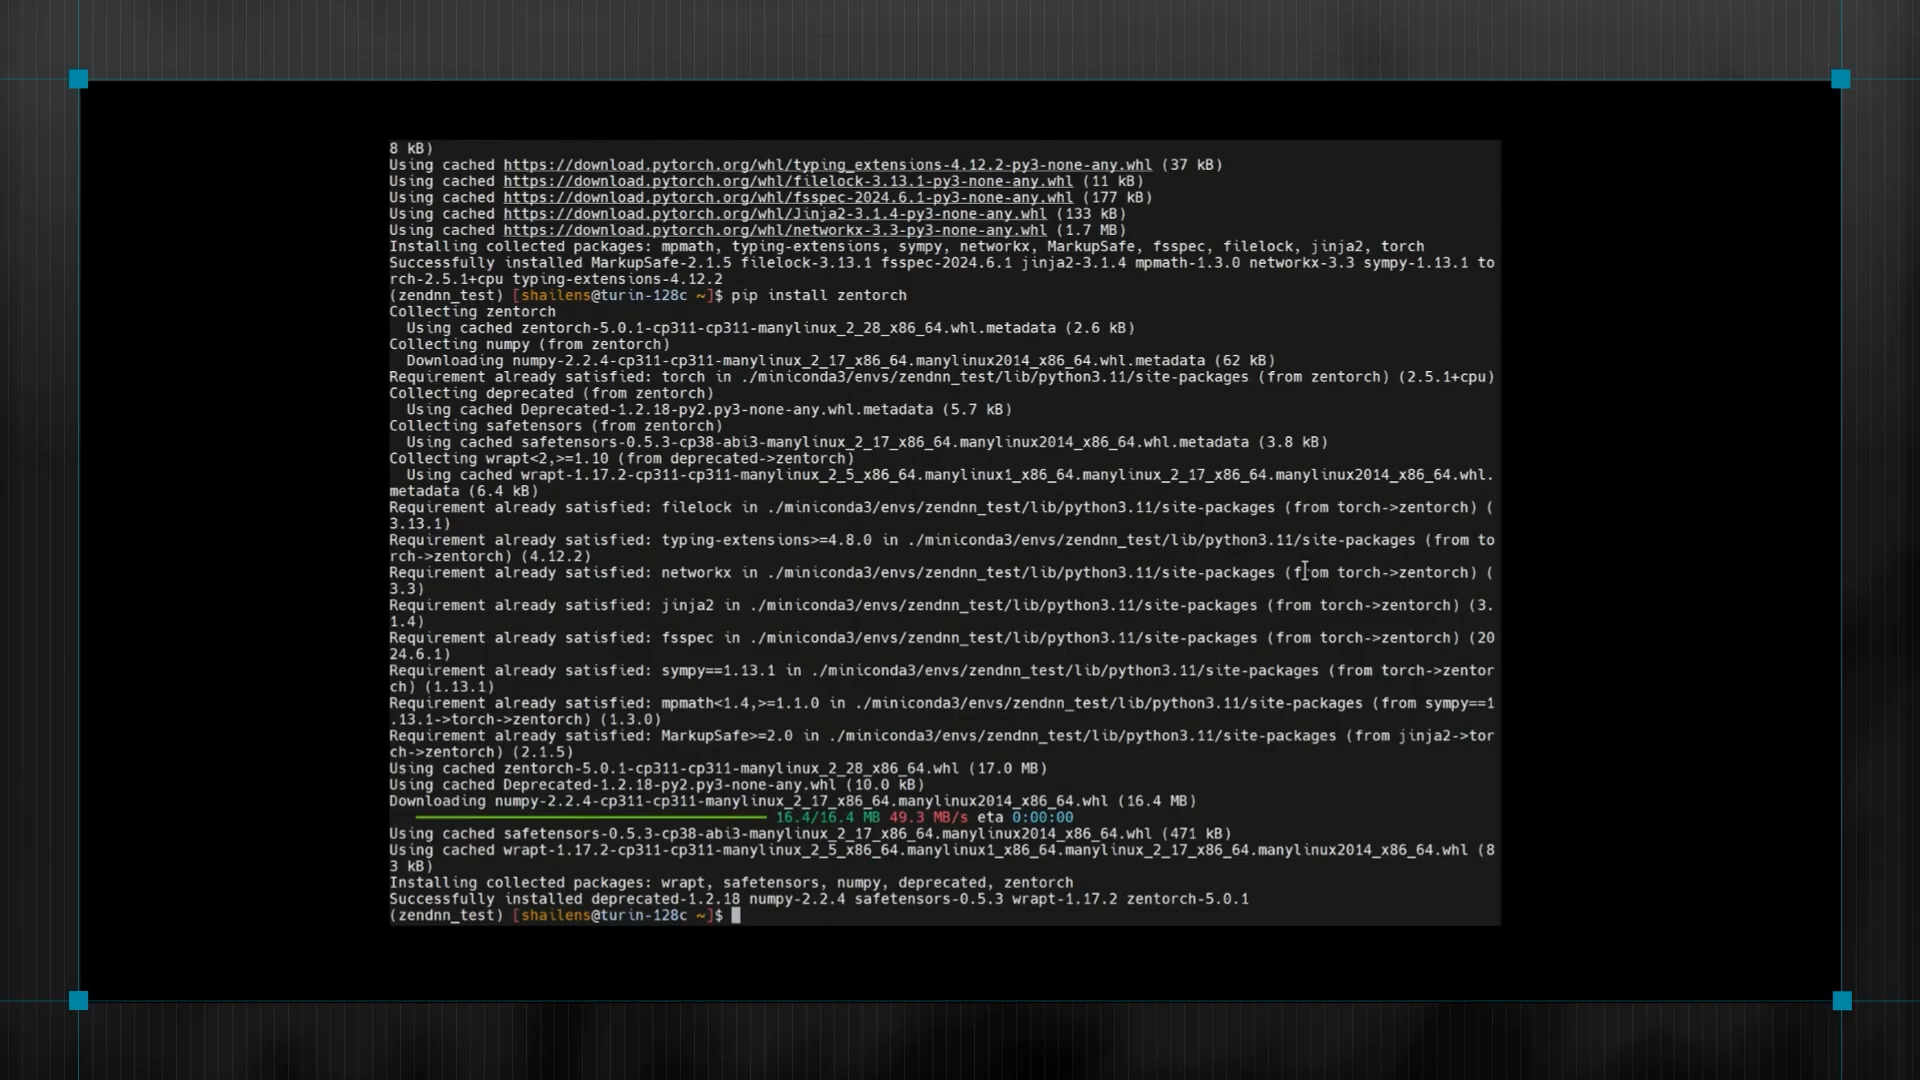 8 kB)
Using cached https://download.pytorch.org/whl/typing_extensions-4.12.2-py3-none-any.whl (37 kB)
Using cached https://download.pytorch.org/whl/filelock-3.13.1-py3-none-any.whl (11 kB)
Using cached https://download.pytorch.org/whl/fsspec-2024.6.1-py3-none-any.whl (177 kB)
Using cached https://download.pytorch.org/whl/Jinja2-3.1.4-py3-none-any.whl (133 kB)
Using cached https://download.pytorch.org/whl/networkx-3.3-py3-none-any.whl (1.7 MB)
Installing collected packages: mpmath, typing-extensions, sympy, networkx, MarkupSafe, fsspec, filelock, jinja2, torch
Successfully installed MarkupSafe-2.1.5 filelock-3.13.1 fsspec-2024.6.1 jinja2-3.1.4 mpmath-1.3.0 networkx-3.3 sympy-1.13.1 to
rch-2.5.1+cpu typing-extensions-4.12.2
(zendnn_test) [shailens@turin-128c ~]$ pip install zentorch
Collecting zentorch
  Using cached zentorch-5.0.1-cp311-cp311-manylinux_2_28_x86_64.whl.metadata (2.6 kB)
Collecting numpy (from zentorch)
  Downloading numpy-2.2.4-cp311-cp311-manylinux_2_17_x86_64.manylinux2014_x86_64.whl.metadata (62 kB)
Requirement already satisfied: torch in ./miniconda3/envs/zendnn_test/lib/python3.11/site-packages (from zentorch) (2.5.1+cpu)
Collecting deprecated (from zentorch)
  Using cached Deprecated-1.2.18-py2.py3-none-any.whl.metadata (5.7 kB)
Collecting safetensors (from zentorch)
  Using cached safetensors-0.5.3-cp38-abi3-manylinux_2_17_x86_64.manylinux2014_x86_64.whl.metadata (3.8 kB)
Collecting wrapt<2,>=1.10 (from deprecated->zentorch)
  Using cached wrapt-1.17.2-cp311-cp311-manylinux_2_5_x86_64.manylinux1_x86_64.manylinux_2_17_x86_64.manylinux2014_x86_64.whl.
metadata (6.4 kB)
Requirement already satisfied: filelock in ./miniconda3/envs/zendnn_test/lib/python3.11/site-packages (from torch->zentorch) (
3.13.1)
Requirement already satisfied: typing-extensions>=4.8.0 in ./miniconda3/envs/zendnn_test/lib/python3.11/site-packages (from to
rch->zentorch) (4.12.2)
Requirement already satisfied: networkx in ./miniconda3/envs/zendnn_test/lib/python3.11/site-packages (from torch->zentorch) (
3.3)
Requirement already satisfied: jinja2 in ./miniconda3/envs/zendnn_test/lib/python3.11/site-packages (from torch->zentorch) (3.
1.4)
Requirement already satisfied: fsspec in ./miniconda3/envs/zendnn_test/lib/python3.11/site-packages (from torch->zentorch) (20
24.6.1)
Requirement already satisfied: sympy==1.13.1 in ./miniconda3/envs/zendnn_test/lib/python3.11/site-packages (from torch->zentor
ch) (1.13.1)
Requirement already satisfied: mpmath<1.4,>=1.1.0 in ./miniconda3/envs/zendnn_test/lib/python3.11/site-packages (from sympy==1
.13.1->torch->zentorch) (1.3.0)
Requirement already satisfied: MarkupSafe>=2.0 in ./miniconda3/envs/zendnn_test/lib/python3.11/site-packages (from jinja2->tor
ch->zentorch) (2.1.5)
Using cached zentorch-5.0.1-cp311-cp311-manylinux_2_28_x86_64.whl (17.0 MB)
Using cached Deprecated-1.2.18-py2.py3-none-any.whl (10.0 kB)
Downloading numpy-2.2.4-cp311-cp311-manylinux_2_17_x86_64.manylinux2014_x86_64.whl (16.4 MB)
16.4/16.4 MB 49.3 MB/s eta 0:00:00
Using cached safetensors-0.5.3-cp38-abi3-manylinux_2_17_x86_64.manylinux2014_x86_64.whl (471 kB)
Using cached wrapt-1.17.2-cp311-cp311-manylinux_2_5_x86_64.manylinux1_x86_64.manylinux_2_17_x86_64.manylinux2014_x86_64.whl (8
3 kB)
Installing collected packages: wrapt, safetensors, numpy, deprecated, zentorch
Successfully installed deprecated-1.2.18 numpy-2.2.4 safetensors-0.5.3 wrapt-1.17.2 zentorch-5.0.1
(zendnn_test) [shailens@turin-128c ~]$